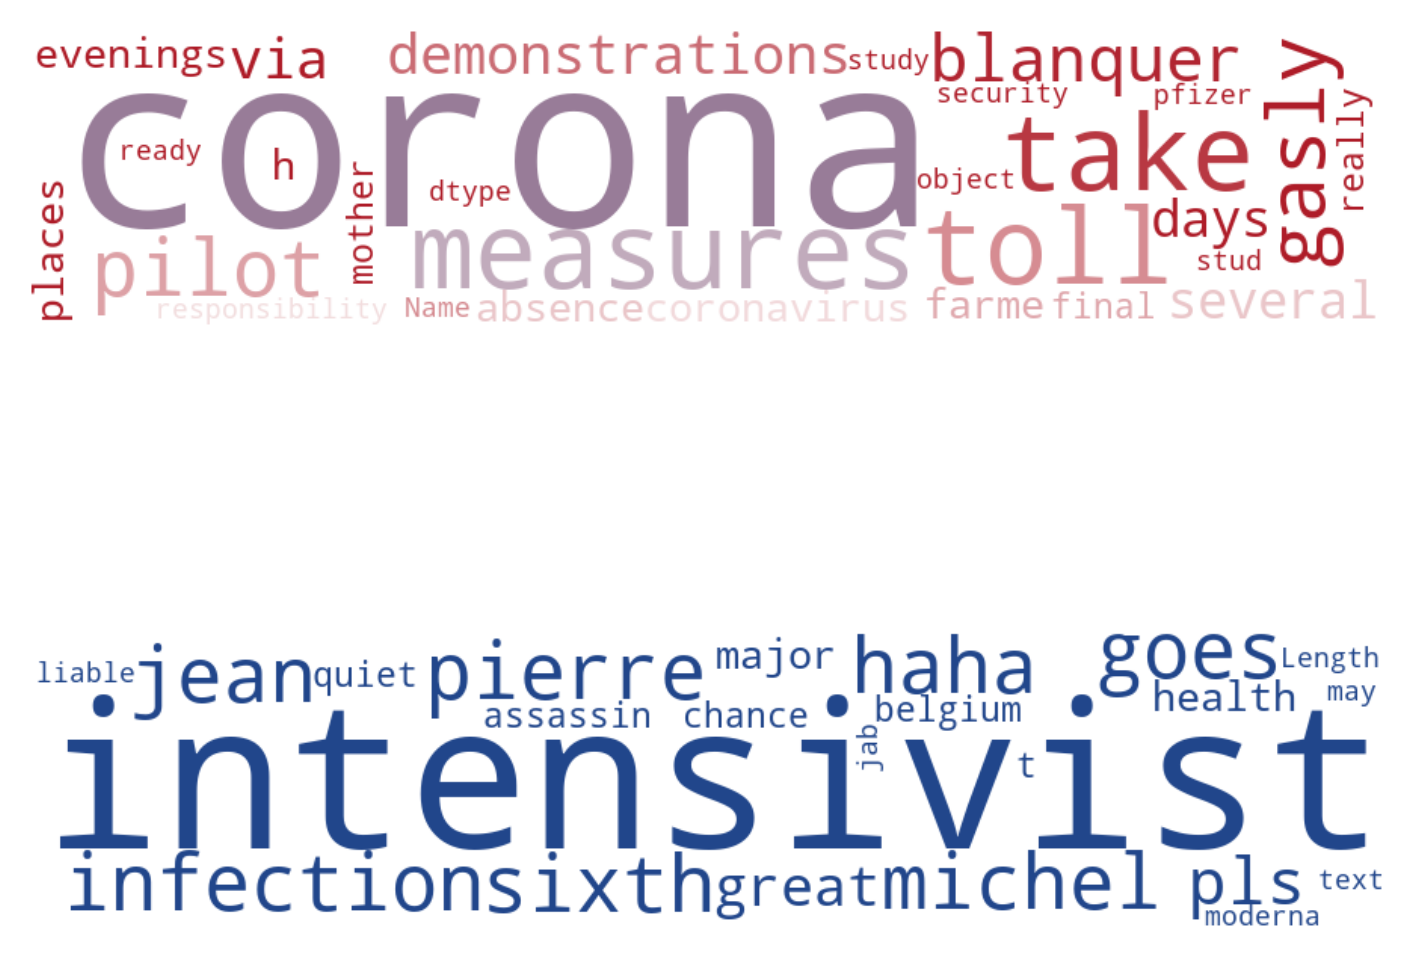 evenings via demonstrations study blanquer gasly
corona security pfizer really
ready h mother dtype object take
places pilot measures toll days stud
responsibility Name absence coronavirus farme final several
liable jean quiet pierre major haha goes Length
assassin chance belgium health may
intensivist jab t
infection sixth great michel pls text
moderna